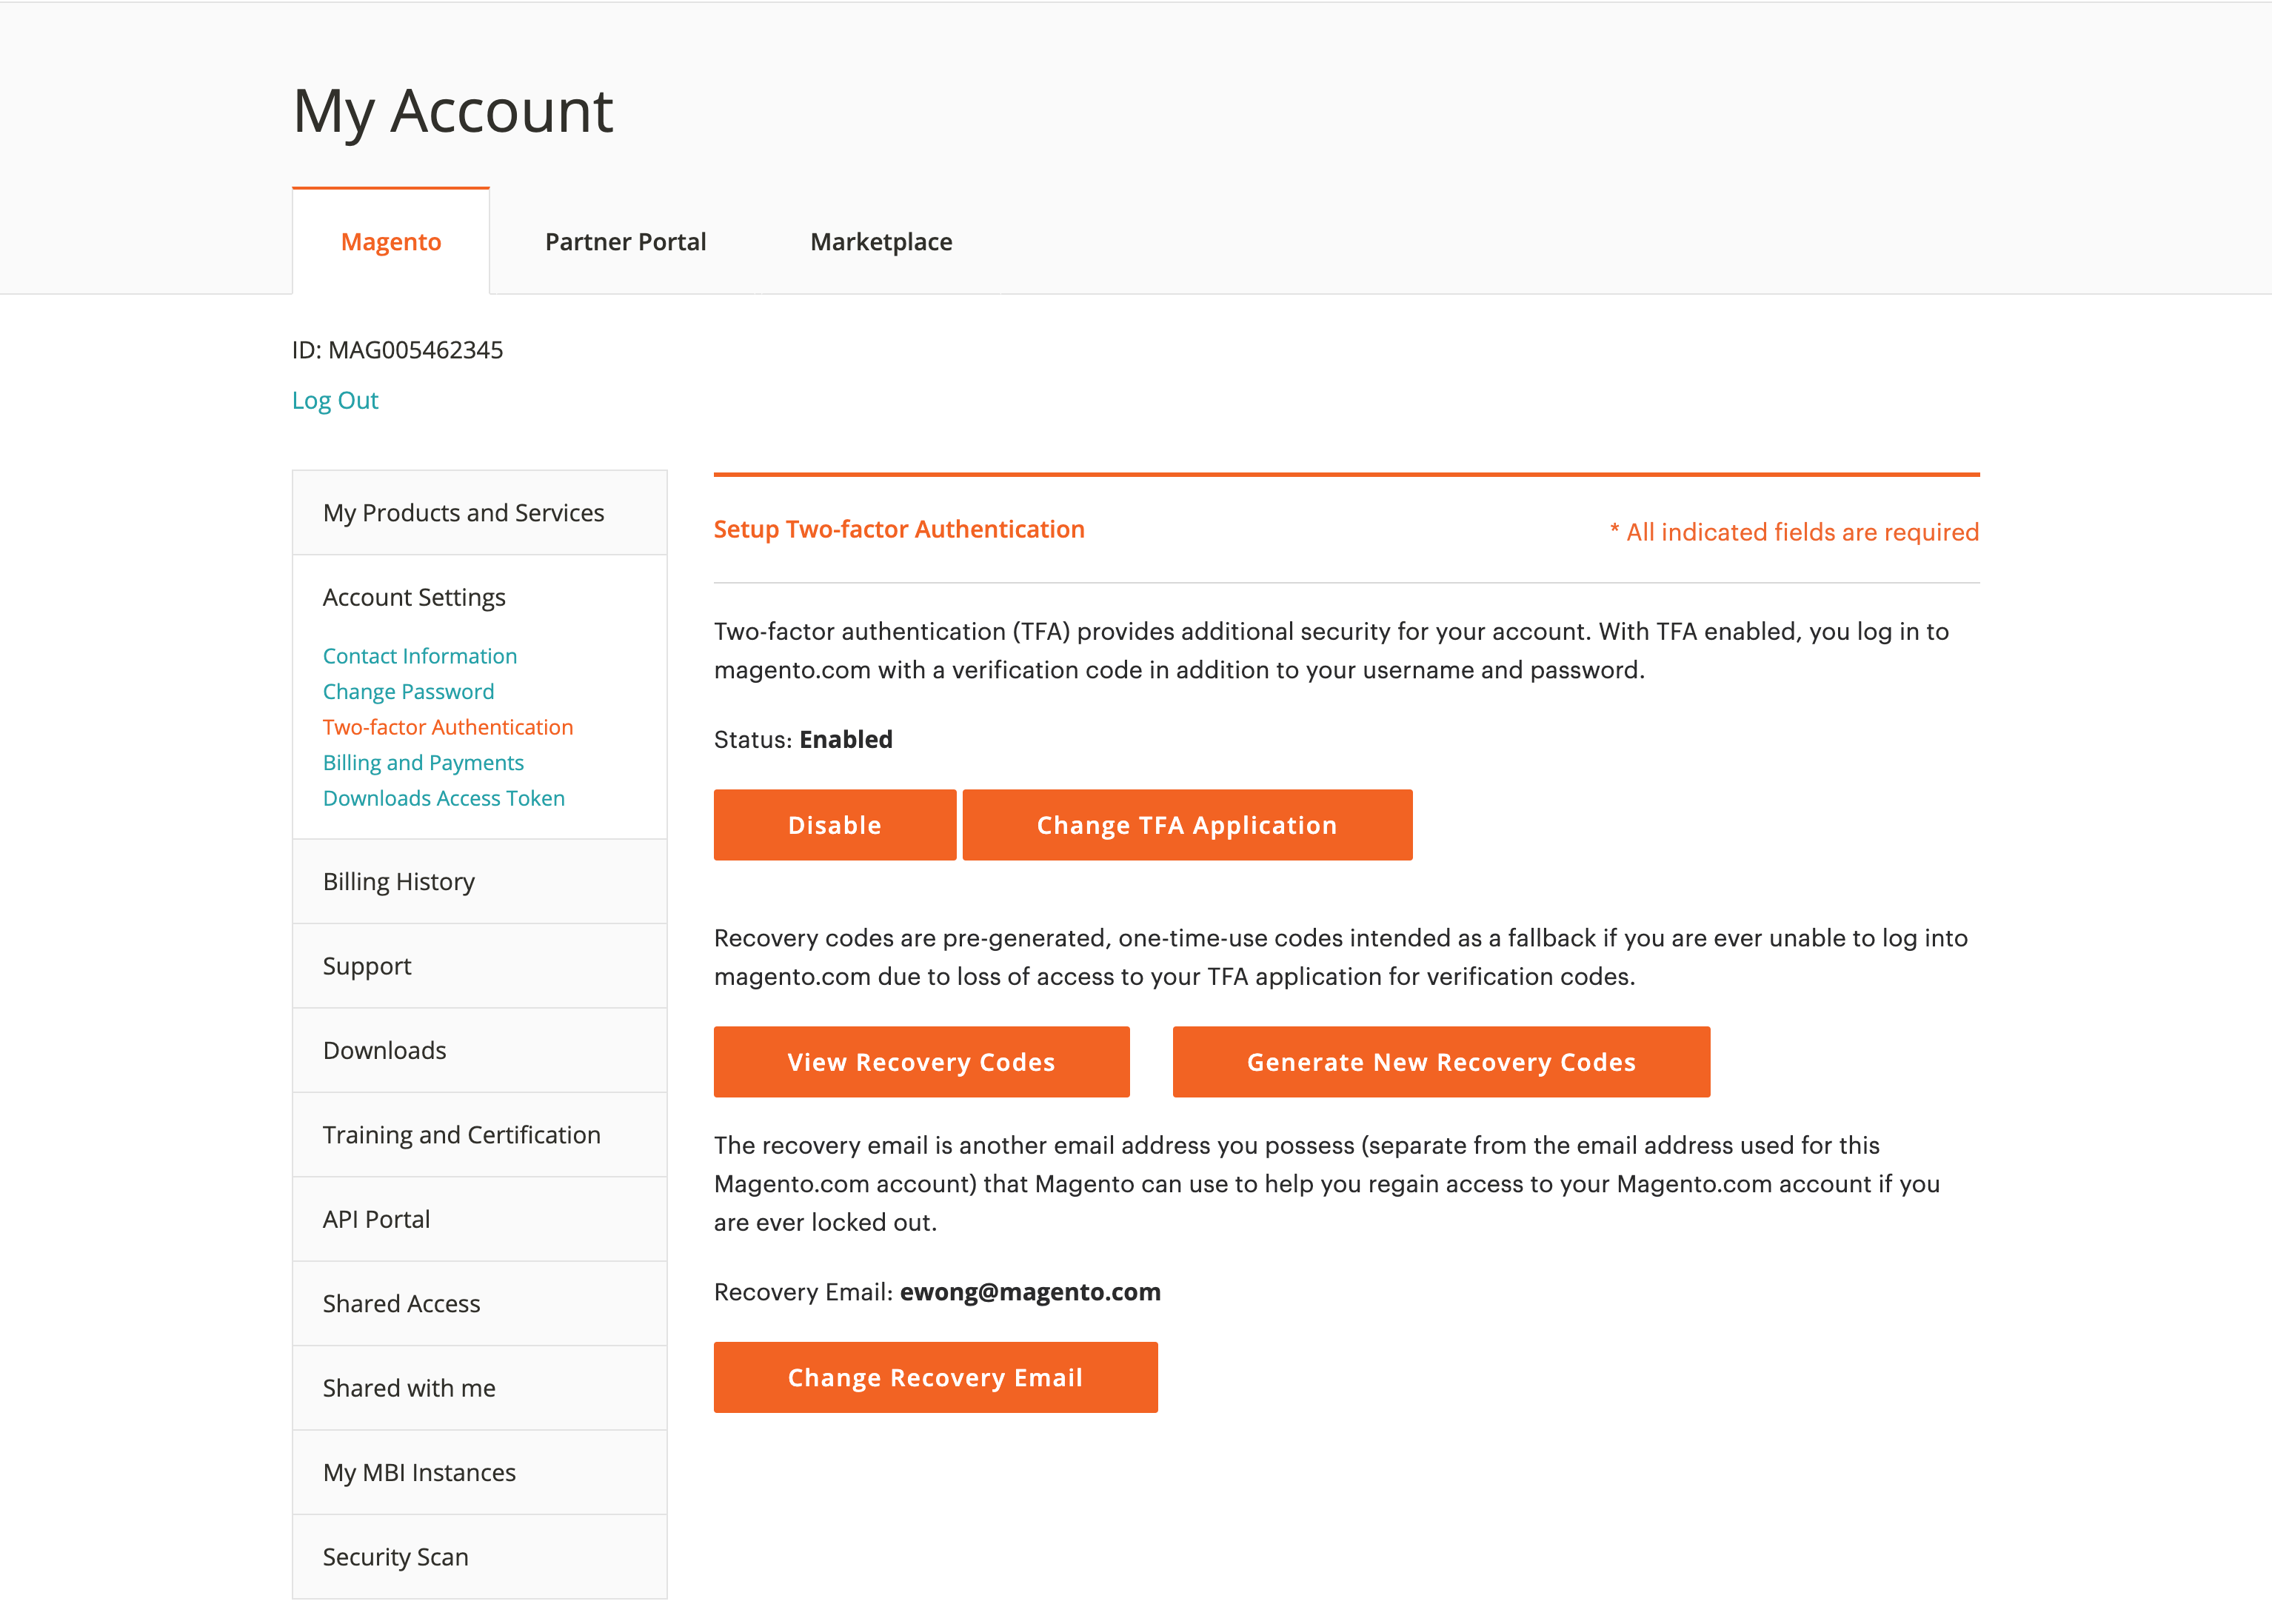 My Account
Magento
Partner Portal
Marketplace
ID: MAG005462345
Log Out
My Products and Services
Account Settings
Contact Information
Change Password
Two-factor Authentication
Billing and Payments
Downloads Access Token
Billing History
Support
Downloads
Training and Certification
API Portal
Shared Access
Shared with me
My MBI Instances
Security Scan
Setup Two-factor Authentication
* All indicated fields are required
Two-factor authentication (TFA) provides additional security for your account. With TFA enabled, you log in to
magento.com with a verification code in addition to your username and password.
Status: Enabled
Disable
Change TFA Application
Recovery codes are pre-generated, one-time-use codes intended as a fallback if you are ever unable to log into
magento.com due to loss of access to your TFA application for verification codes.
View Recovery Codes
Generate New Recovery Codes
The recovery email is another email address you possess (separate from the email address used for this
Magento.com account) that Magento can use to help you regain access to your Magento.com account if you
are ever locked out.
Recovery Email: ewong@magento.com
Change Recovery Email